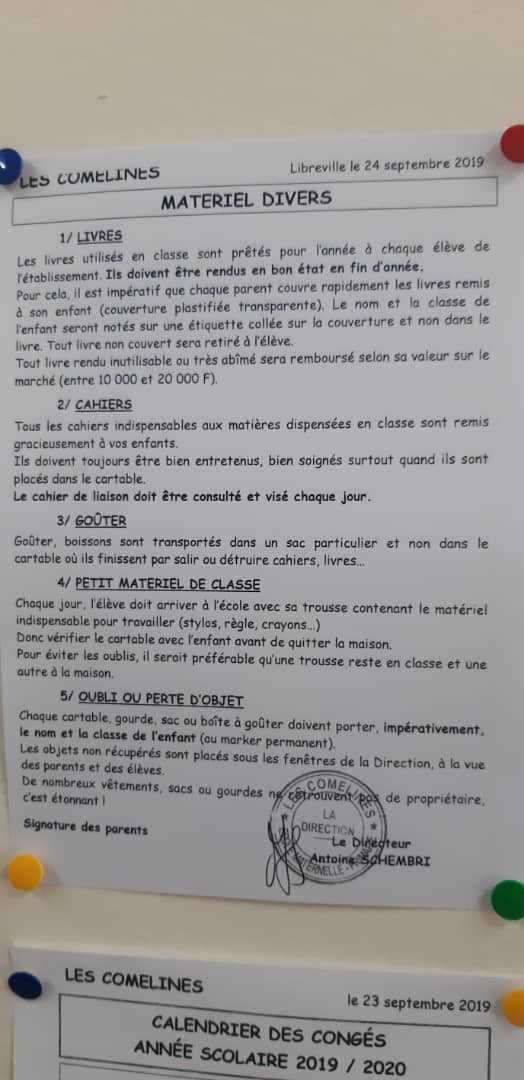 LES COMELINES
Libreville le 24 septembre 2019
MATERIEL DIVERS
1/ LIVRES
Les livres utilisés en classe sont prêtés pour l'année à chaque élève de
l'établissement. Ils doivent être rendus en bon état en fin d'année.
Pour cela, il est impératif que chaque parent couvre rapidement les livres remis
à son enfant (couverture plastifiée transparente). Le nom et la classe de
l'enfant seront notés sur une étiquette collée sur la couverture et non dans le
livre. Tout livre non couvert sera retiré à l'élève.
Tout livre rendu inutilisable ou très abîmé sera remboursé selon sa valeur sur le
marché (entre 10 000 et 20 000 F).
2/ CAHIERS
Tous les cahiers indispensables aux matières dispensées en classe sont remis
gracieusement à vos enfants.
Ils doivent toujours être bien entretenus, bien soignés surtout quand ils sont
placés dans le cartable.
Le cahier de liaison doit être consulté et visé chaque jour.
3/ GOÛTER
Goûter, boissons sont transportés dans un sac particulier et non dans le
cartable où ils finissent par salir ou détruire cahiers, livres...
4/ PETIT MATERIEL DE CLASSE
Chaque jour, l'élève doit arriver à l'école avec sa trousse contenant le matériel
indispensable pour travailler (stylos, règle, crayons...)
Donc vérifier le cartable avec l'enfant avant de quitter la maison.
Pour éviter les oublis, il serait préférable qu'une trousse reste en classe et une
autre à la maison.
5/ OUBLI OU PERTE D'OBJET
Chaque cartable, gourde, sac ou boîte à goûter doivent porter, impérativement,
le nom et la classe de l'enfant (au marker permanent).
Les objets non récupérés sont placés sous les fenêtres de la Direction, à la vue
des parents et des élèves.
De nombreux vêtements, sacs ou gourdes ne retrouvent pas de propriétaire,
c'est étonnant !
Signature des parents
LES COMELINES
LA
DIRECTION
Le Directeur
Antoine SCHEMBRI
LES COMELINES
le 23 septembre 2019
CALENDRIER DES CONGÉS
ANNÉE SCOLAIRE 2019 / 2020